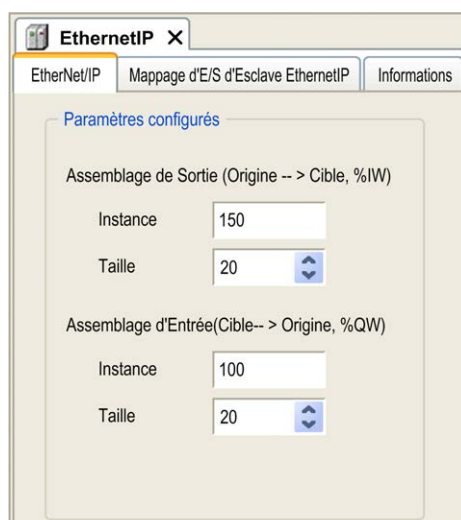 EthernetIP X
EtherNet/IP Mappage d'E/S d'Esclave EthernetIP Informations
Paramètres configurés
Assemblage de Sortie (Origine -- > Cible, %IW)
Instance 150
Taille 20
Assemblage d'Entrée(Cible-- > Origine, %QW)
Instance 100
Taille 20